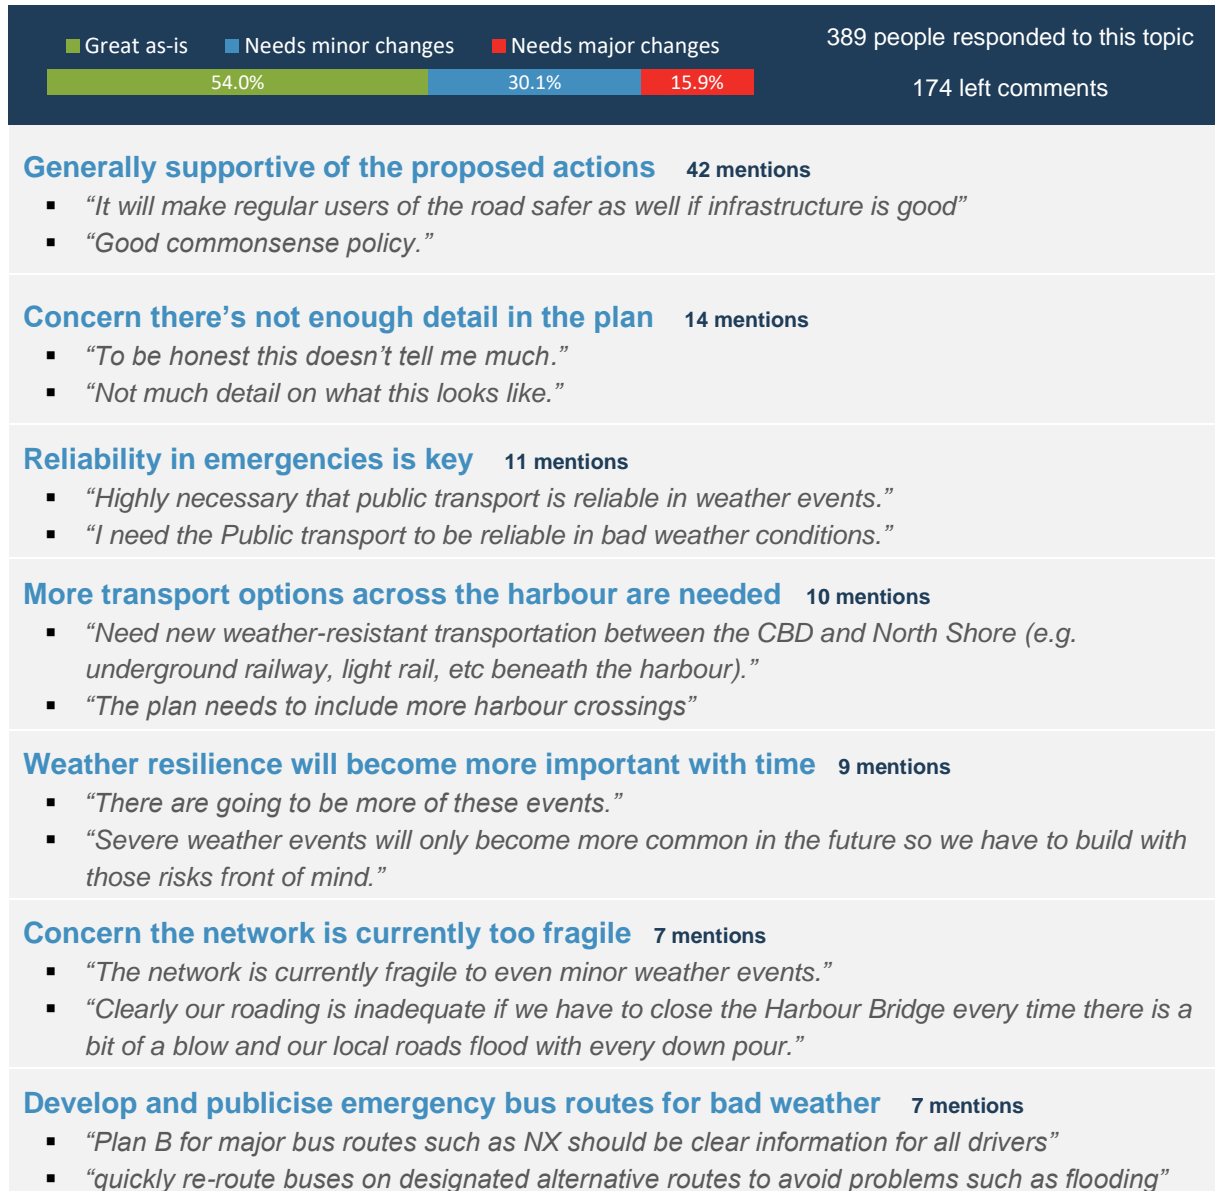 Great as-is Needs minor changes Needs major changes
54.0% 30.1% 15.9%
389 people responded to this topic
174 left comments
Generally supportive of the proposed actions 42 mentions
▪ “It will make regular users of the road safer as well if infrastructure is good”
▪ “Good commonsense policy.”
Concern there’s not enough detail in the plan 14 mentions
▪ “To be honest this doesn’t tell me much.”
▪ “Not much detail on what this looks like.”
Reliability in emergencies is key 11 mentions
▪ “Highly necessary that public transport is reliable in weather events.”
▪ “I need the Public transport to be reliable in bad weather conditions.”
More transport options across the harbour are needed 10 mentions
▪ “Need new weather-resistant transportation between the CBD and North Shore (e.g.
underground railway, light rail, etc beneath the harbour).”
▪ “The plan needs to include more harbour crossings”
Weather resilience will become more important with time 9 mentions
▪ “There are going to be more of these events.”
▪ “Severe weather events will only become more common in the future so we have to build with
those risks front of mind.”
Concern the network is currently too fragile 7 mentions
▪ “The network is currently fragile to even minor weather events.”
▪ “Clearly our roading is inadequate if we have to close the Harbour Bridge every time there is a
bit of a blow and our local roads flood with every down pour.”
Develop and publicise emergency bus routes for bad weather 7 mentions
▪ “Plan B for major bus routes such as NX should be clear information for all drivers”
▪ “quickly re-route buses on designated alternative routes to avoid problems such as flooding”